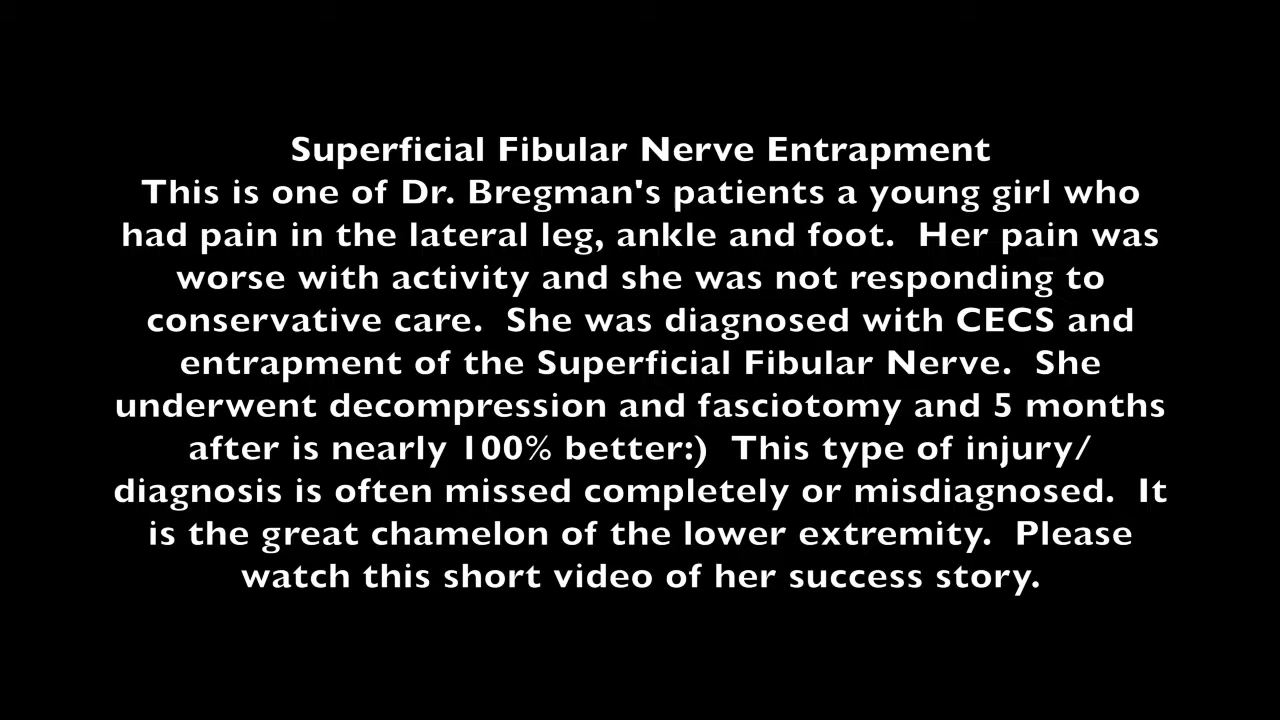 Superficial Fibular Nerve Entrapment
This is one of Dr. Bregman's patients a young girl who
had pain in the lateral leg, ankle and foot.  Her pain was
worse with activity and she was not responding to
conservative care.  She was diagnosed with CECS and
entrapment of the Superficial Fibular Nerve.  She
underwent decompression and fasciotomy and 5 months
after is nearly 100% better:)  This type of injury/
diagnosis is often missed completely or misdiagnosed.  It
is the great chamelon of the lower extremity.  Please
watch this short video of her success story.